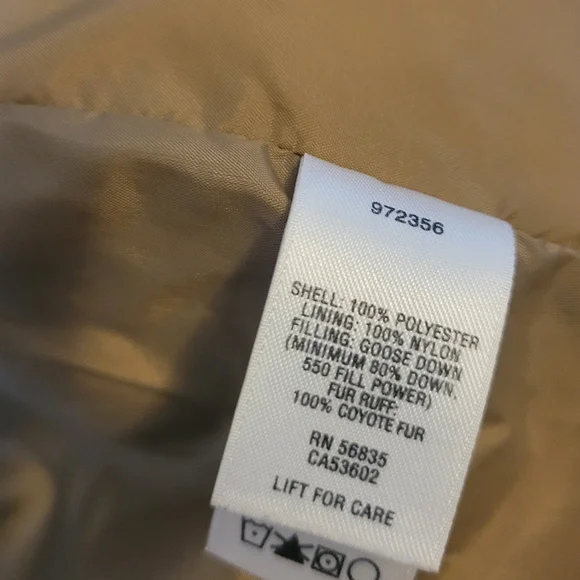 972356
SHELL: 100% POLYESTER
LINING: 100% NYLON
FILLING: GOOSE DOWN
(MINIMUM 80% DOWN,
550 FILL POWER)
FUR RUFF:
100% COYOTE FUR
RN 56835
CA53602
LIFT FOR CARE